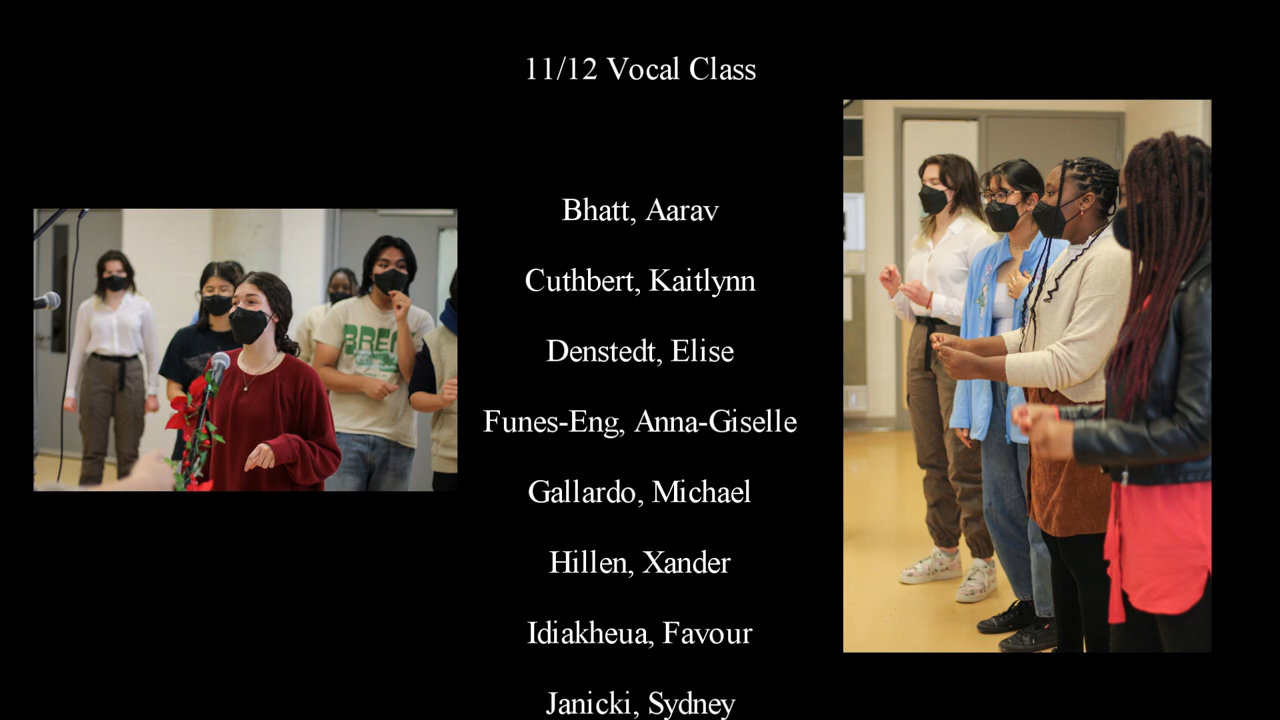 11/12 Vocal Class
Bhatt, Aarav
Cuthbert, Kaitlynn
Denstedt, Elise
Funes-Eng, Anna-Giselle
Gallardo, Michael
Hillen, Xander
Idiakheua, Favour
Janicki, Sydney